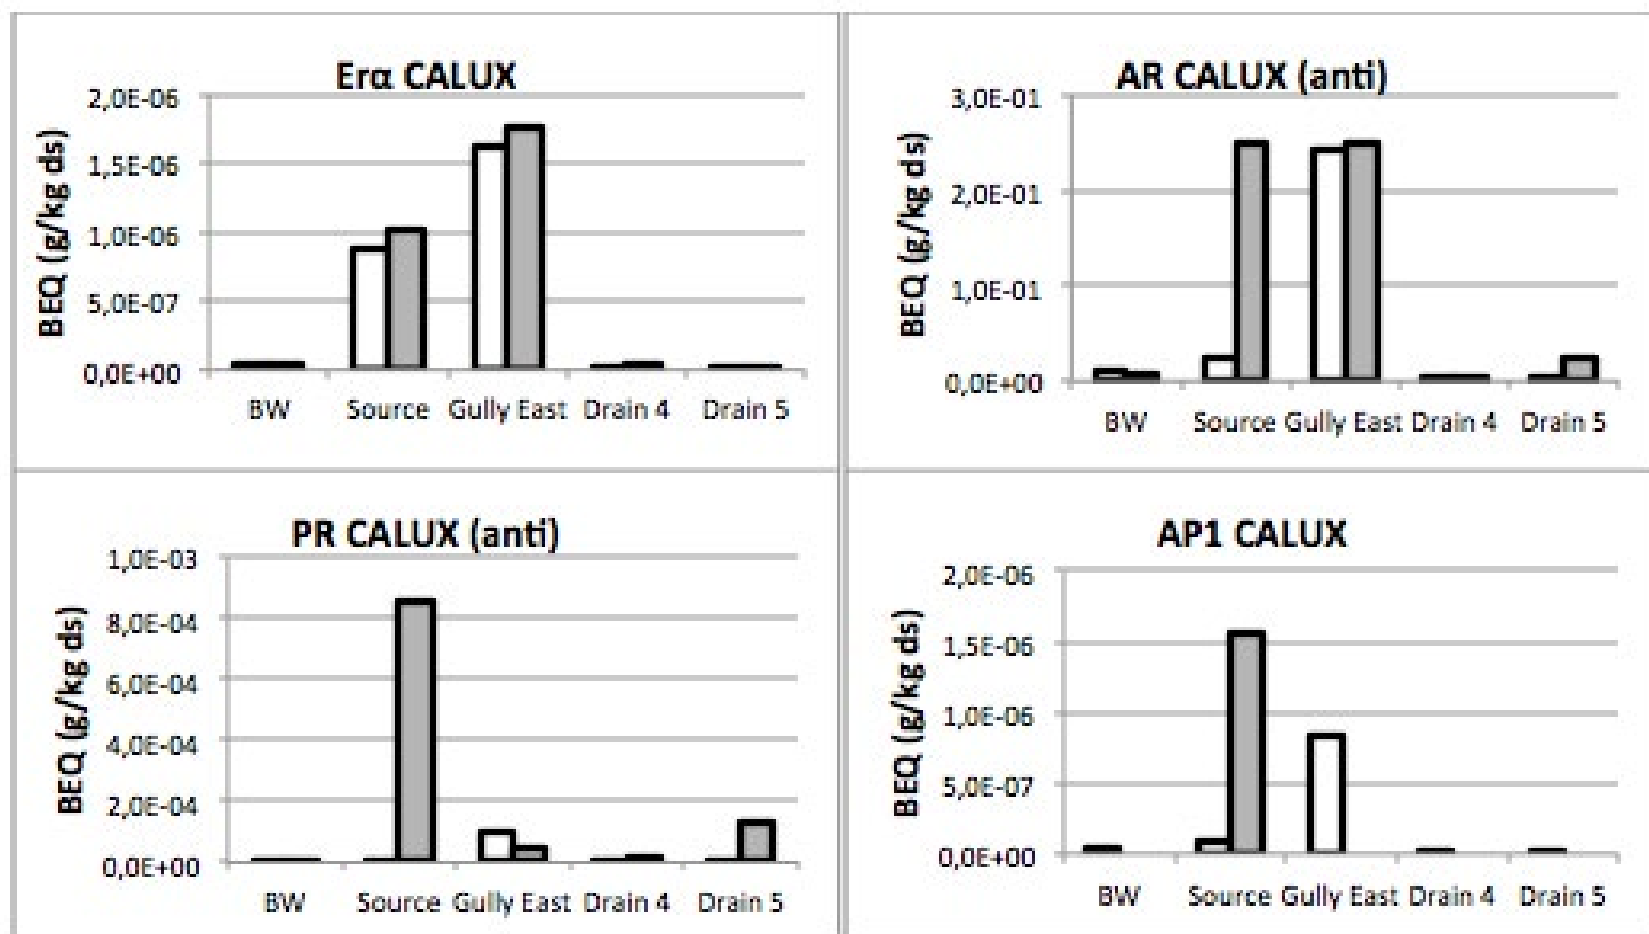 Erα CALUX
BEQ (g/kg ds)
2,0E-06
1,5E-06
1,0E-06
5,0E-07
0,0E+00
BW Source Gully East Drain 4 Drain 5
AR CALUX (anti)
BEQ (g/kg ds)
3,0E-01
2,0E-01
1,0E-01
0,0E+00
BW Source Gully East Drain 4 Drain 5
PR CALUX (anti)
BEQ (g/kg ds)
1,0E-03
8,0E-04
6,0E-04
4,0E-04
2,0E-04
0,0E+00
BW Source Gully East Drain 4 Drain 5
AP1 CALUX
BEQ (g/kg ds)
2,0E-06
1,5E-06
1,0E-06
5,0E-07
0,0E+00
BW Source Gully East Drain 4 Drain 5